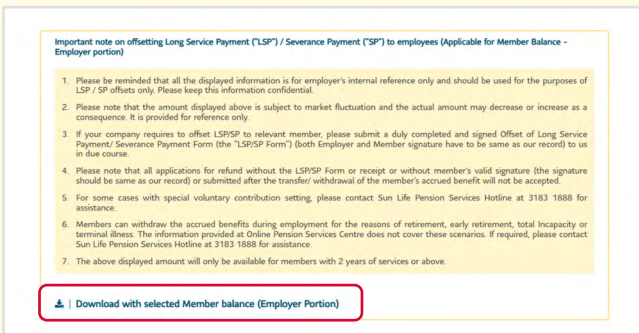 Important note on offsetting Long Service Payment ("LSP") / Severance Payment ("SP") to employees (Applicable for Member Balance -
Employer portion)
1. Please be reminded that all the displayed information is for employer's internal reference only and should be used for the purposes of
LSP / SP offsets only. Please keep this information confidential.
2. Please note that the amount displayed above is subject to market fluctuation and the actual amount may decrease or increase as a
consequence. It is provided for reference only.
3. If your company requires to offset LSP/SP to relevant member, please submit a duly completed and signed Offset of Long Service
Payment/ Severance Payment Form (the "LSP/SP Form") (both Employer and Member signature have to be same as our record) to us
in due course.
4. Please note that all applications for refund without the LSP/SP Form or receipt or without member's valid signature (the signature
should be same as our record) or submitted after the transfer/ withdrawal of the member's accrued benefit will not be accepted.
5. For some cases with special voluntary contribution setting, please contact Sun Life Pension Services Hotline at 3183 1888 for
assistance.
6. Members can withdraw the accrued benefits during employment for the reasons of retirement, early retirement, total Incapacity or
terminal illness. The information provided at Online Pension Services Centre does not cover these scenarios. If required, please contact
Sun Life Pension Services Hotline at 3183 1888 for assistance.
7. The above displayed amount will only be available for members with 2 years of services or above.
| Download with selected Member balance (Employer Portion)